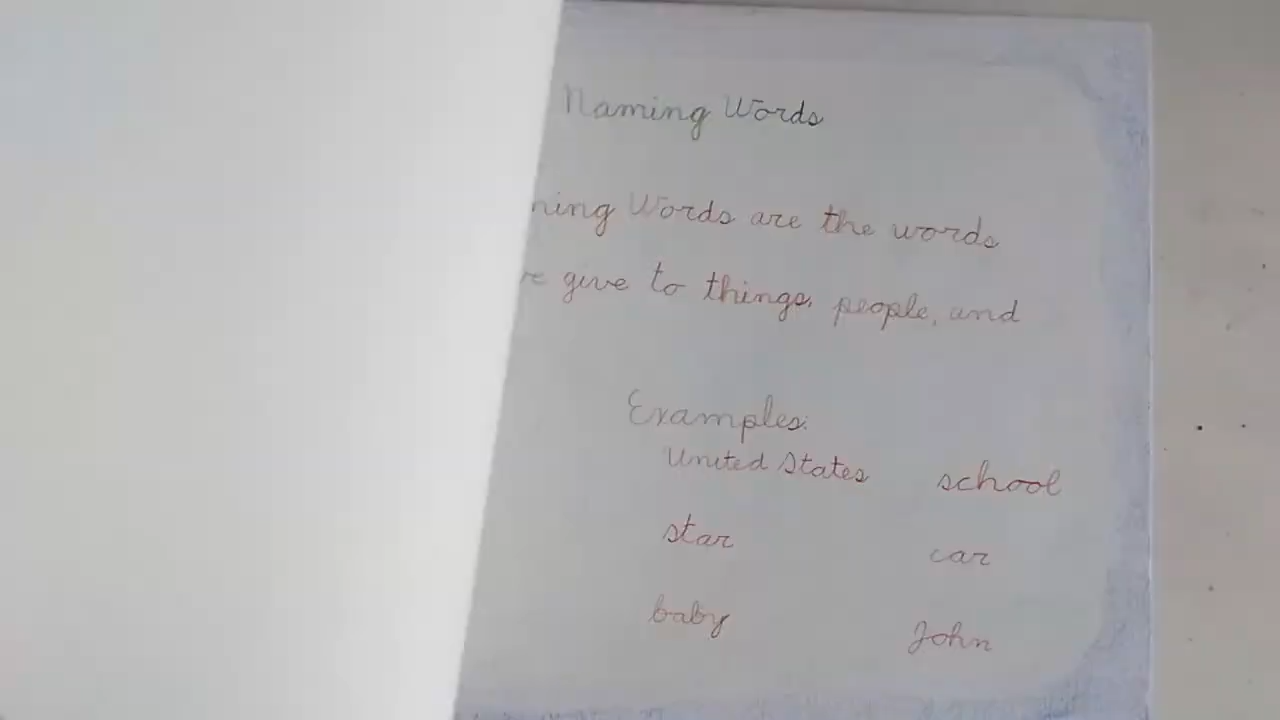 Naming Words
ning Words are the words
give to things, people, and
Examples:
United States school
star car
baby John